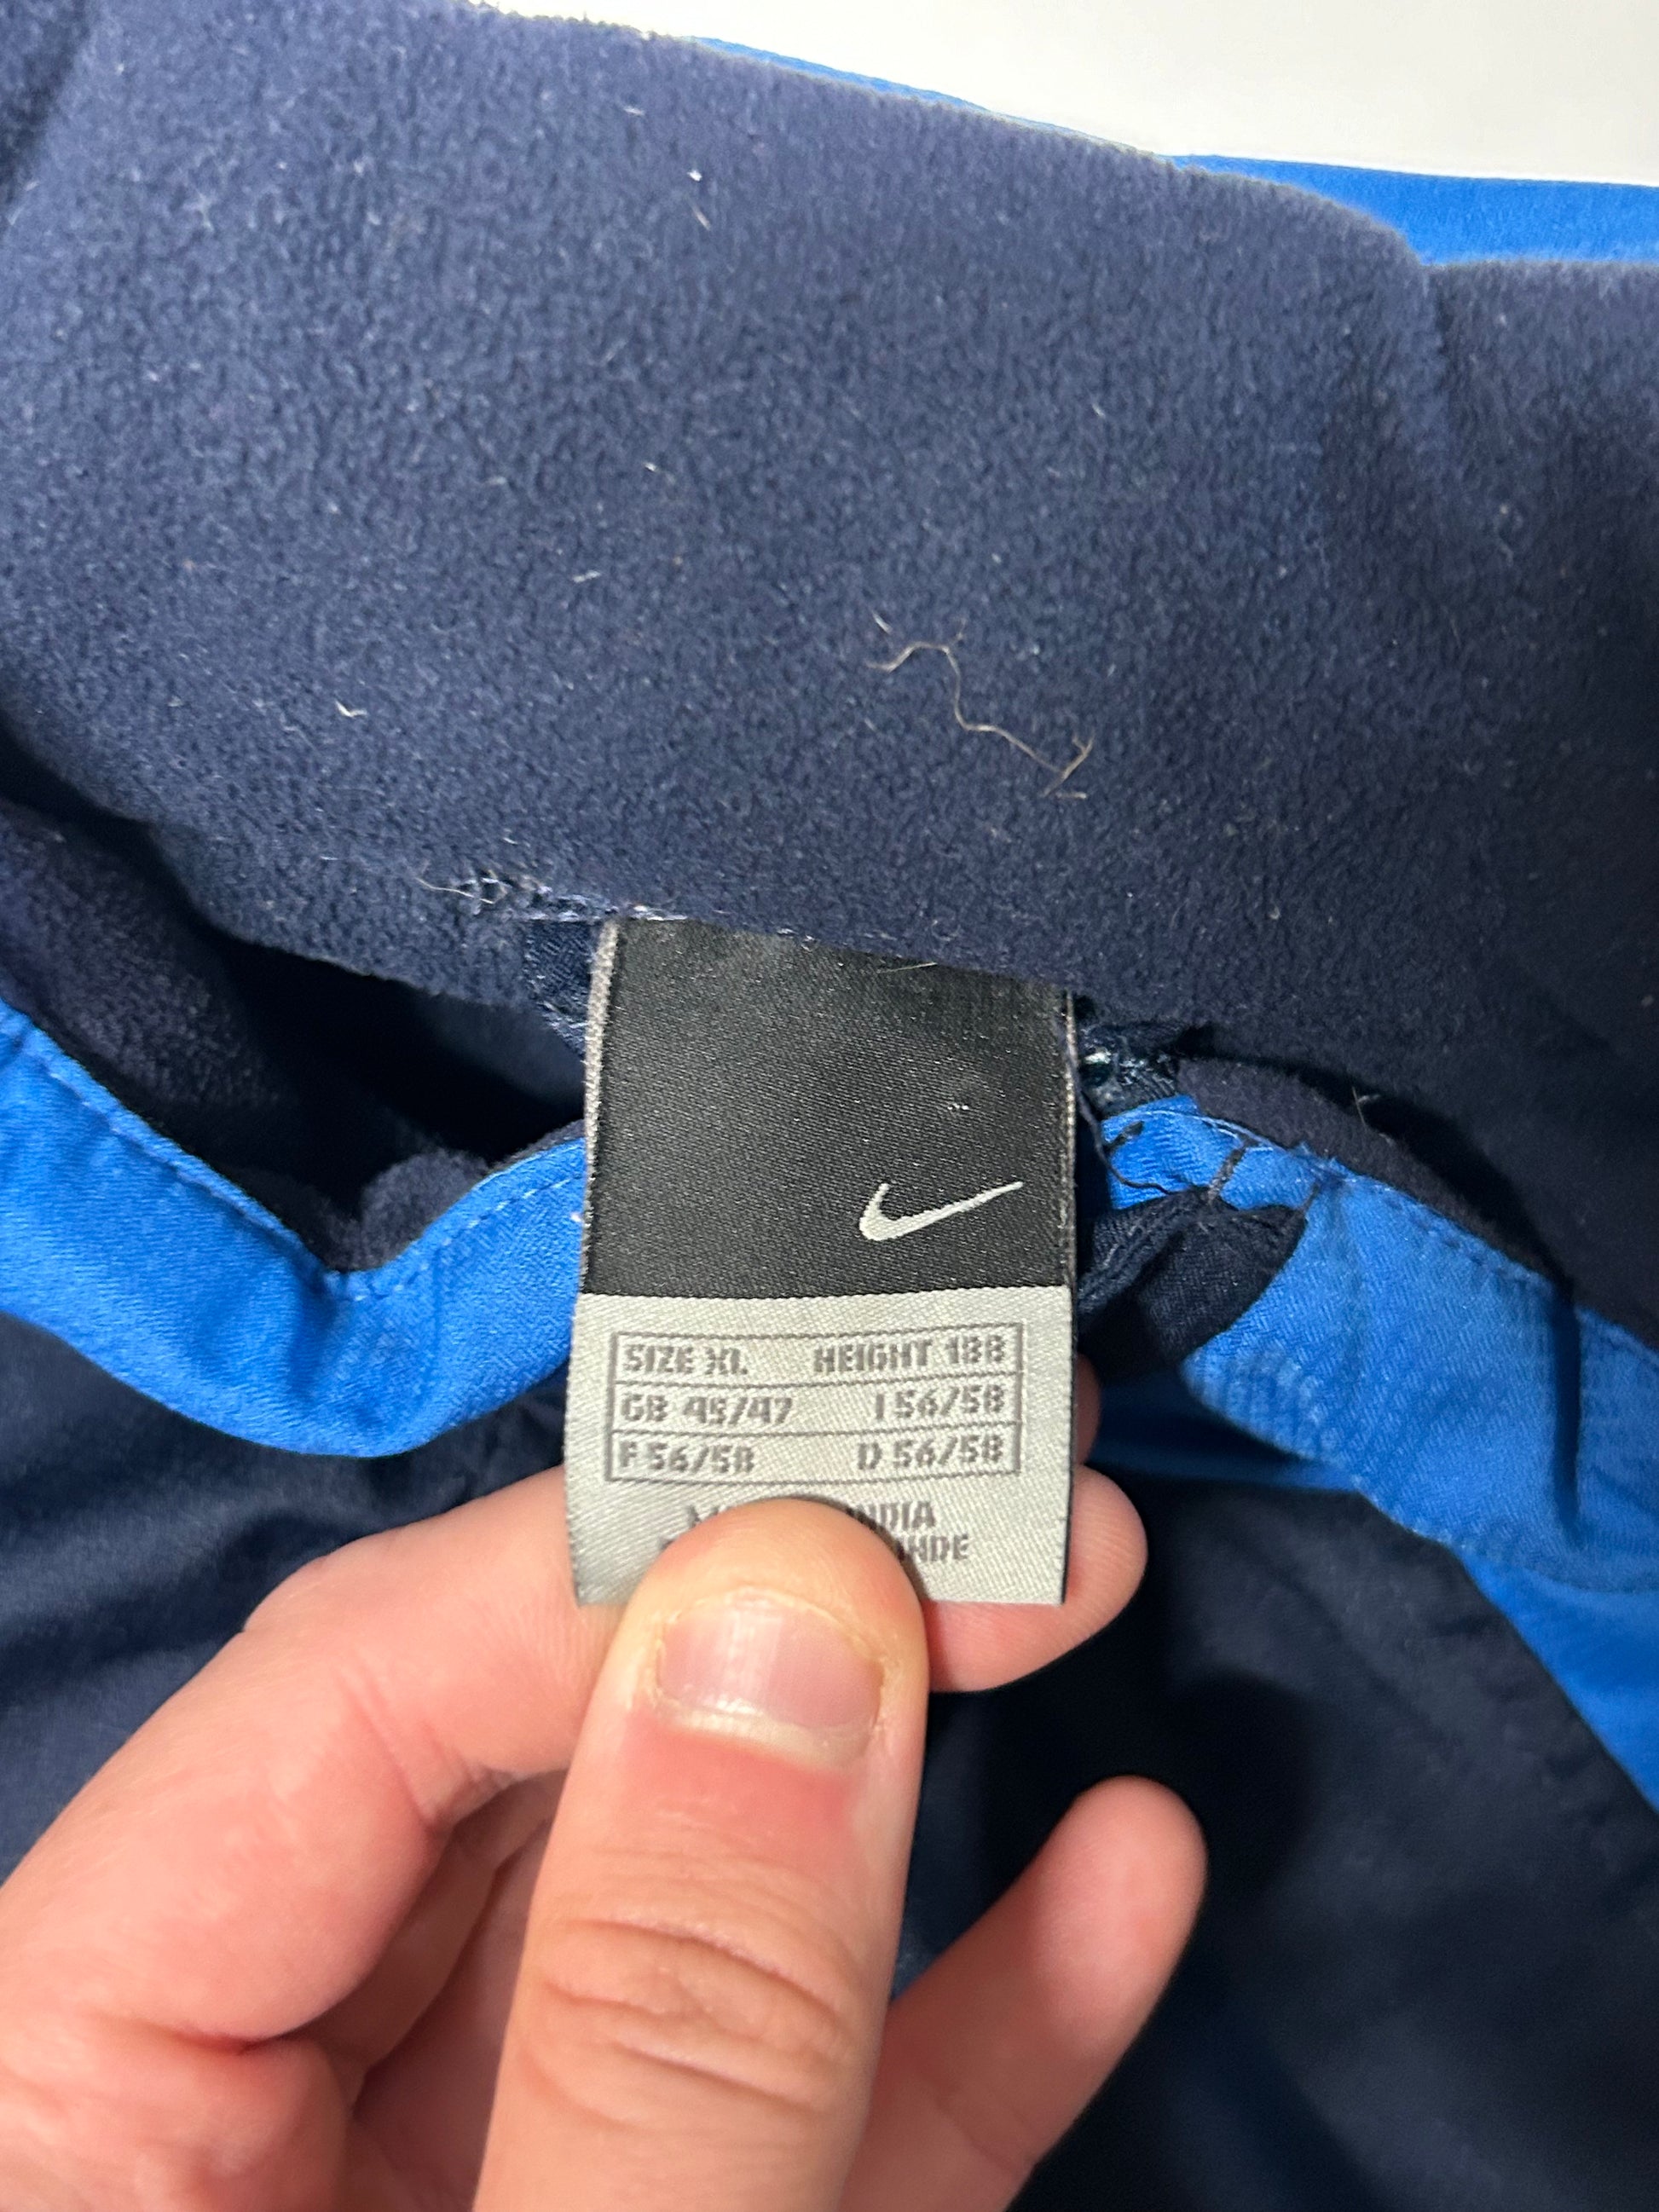 SIZE XL HEIGHT 188
GB 45/47 I 56/58
F 56/58 D 56/58